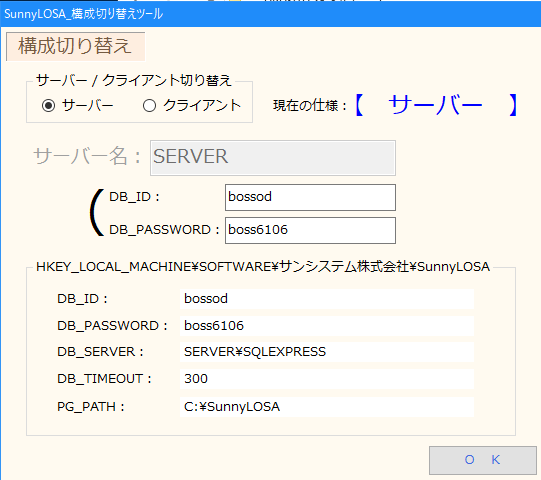 SunnyLOSA_構成切り替えツール
構成切り替え
サーバー / クライアント切り替え
サーバー クライアント 現在の仕様:【 サーバー 】
サーバー名: SERVER
( DB_ID: bossod
DB_PASSWORD: boss6106
HKEY_LOCAL_MACHINE¥SOFTWARE¥サンシステム株式会社¥SunnyLOSA
DB_ID: bossod
DB_PASSWORD: boss6106
DB_SERVER: SERVER¥SQLEXPRESS
DB_TIMEOUT: 300
PG_PATH: C:¥SunnyLOSA
O K